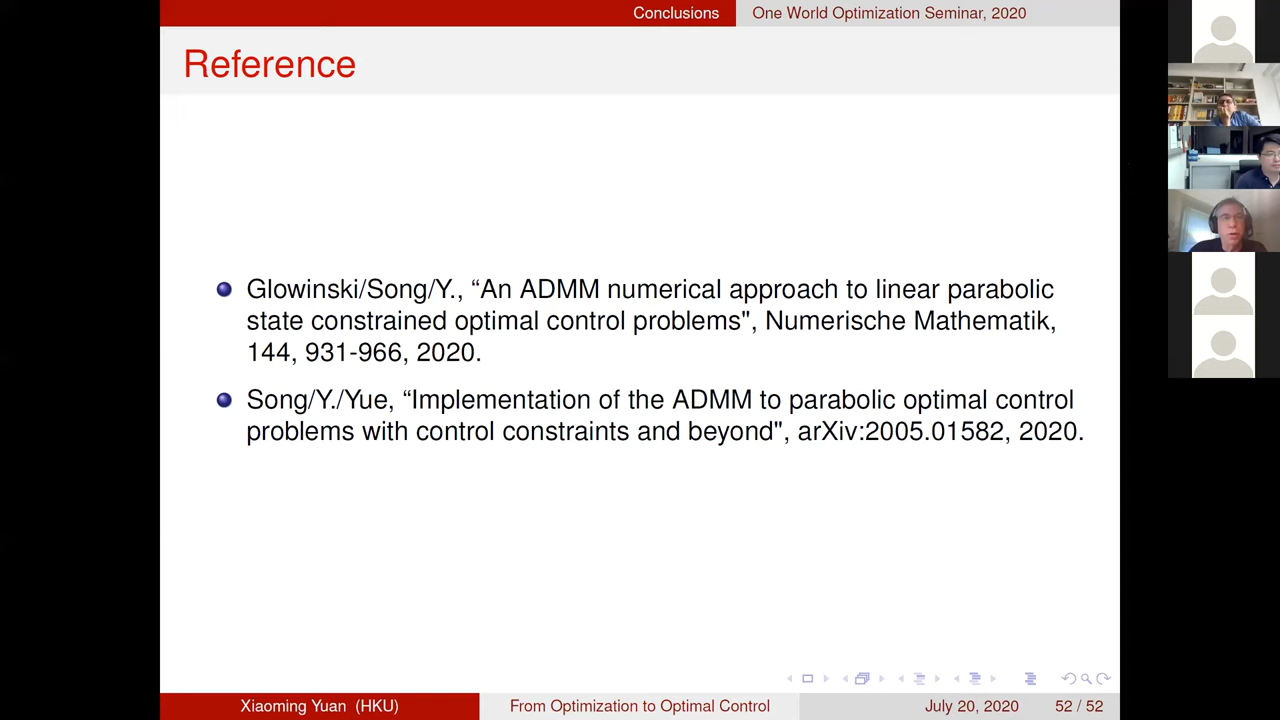 Conclusions One World Optimization Seminar, 2020
Reference
Glowinski/Song/Y., “An ADMM numerical approach to linear parabolic
state constrained optimal control problems", Numerische Mathematik,
144, 931-966, 2020.
Song/Y./Yue, “Implementation of the ADMM to parabolic optimal control
problems with control constraints and beyond", arXiv:2005.01582, 2020.
Xiaoming Yuan (HKU) From Optimization to Optimal Control July 20, 2020 52 / 52